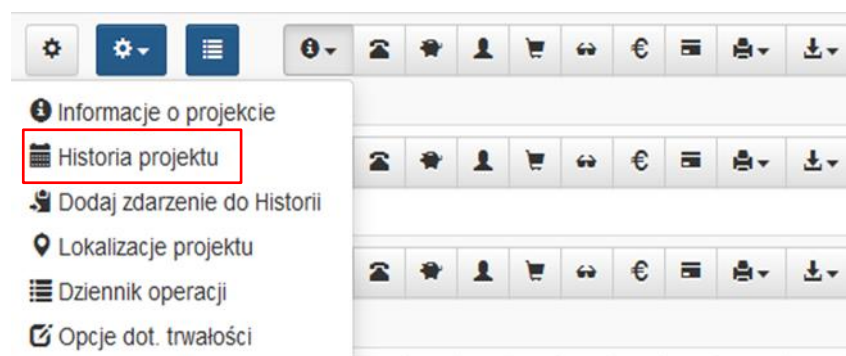 Informacje o projekcie
Historia projektu
Dodaj zdarzenie do Historii
Lokalizacje projektu
Dziennik operacji
Opcje dot. trwałości